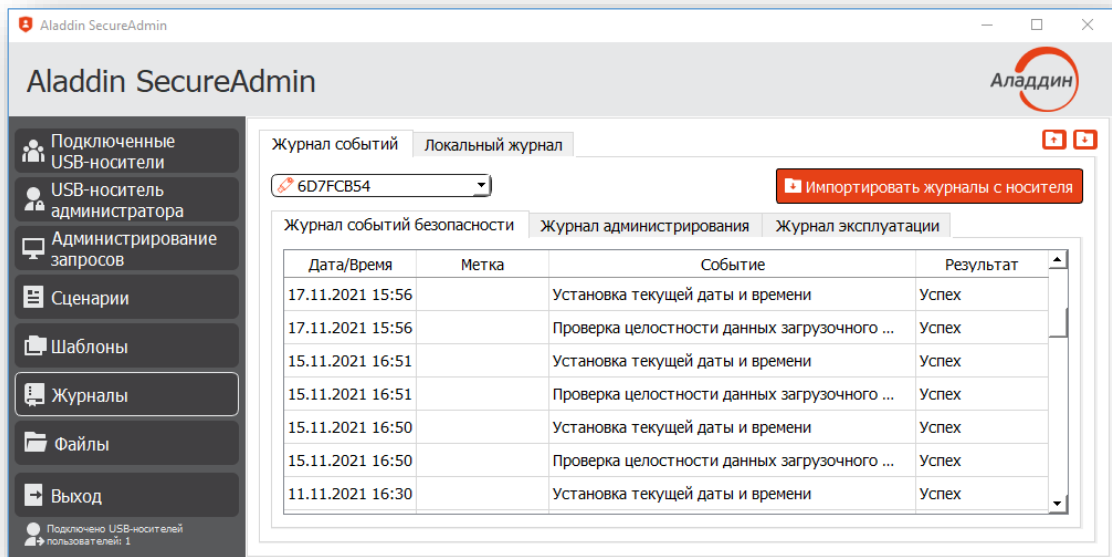 Aladdin SecureAdmin
Aladdin SecureAdmin
Аладдин
Подключенные
USB-носители
USB-носитель
администратора
Администрирование
запросов
Сценарии
Шаблоны
Журналы
Файлы
Выход
Подключено USB-носителей
пользователей: 1
Журнал событий
Локальный журнал
6D7FCB54
Импортировать журналы с носителя
Журнал событий безопасности
Журнал администрирования
Журнал эксплуатации
Дата/Время Метка Событие Результат
17.11.2021 15:56 Установка текущей даты и времени Успех
17.11.2021 15:56 Проверка целостности данных загрузочного ... Успех
15.11.2021 16:51 Установка текущей даты и времени Успех
15.11.2021 16:51 Проверка целостности данных загрузочного ... Успех
15.11.2021 16:50 Установка текущей даты и времени Успех
15.11.2021 16:50 Проверка целостности данных загрузочного ... Успех
11.11.2021 16:30 Установка текущей даты и времени Успех